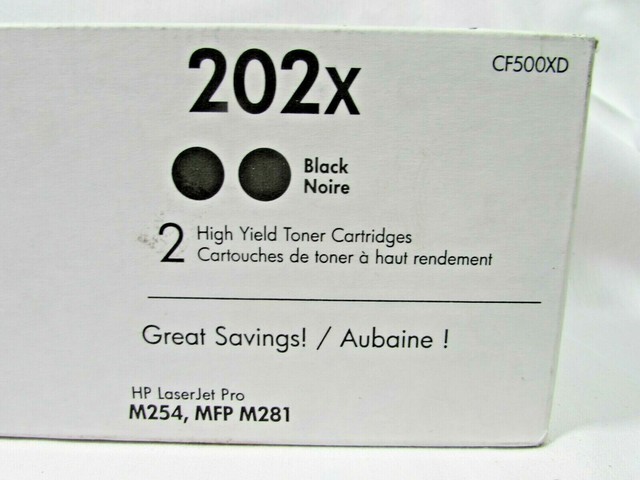 202x
CF500XD
Black
Noire
2 High Yield Toner Cartridges
Cartouches de toner à haut rendement
Great Savings! / Aubaine !
HP LaserJet Pro
M254, MFP M281